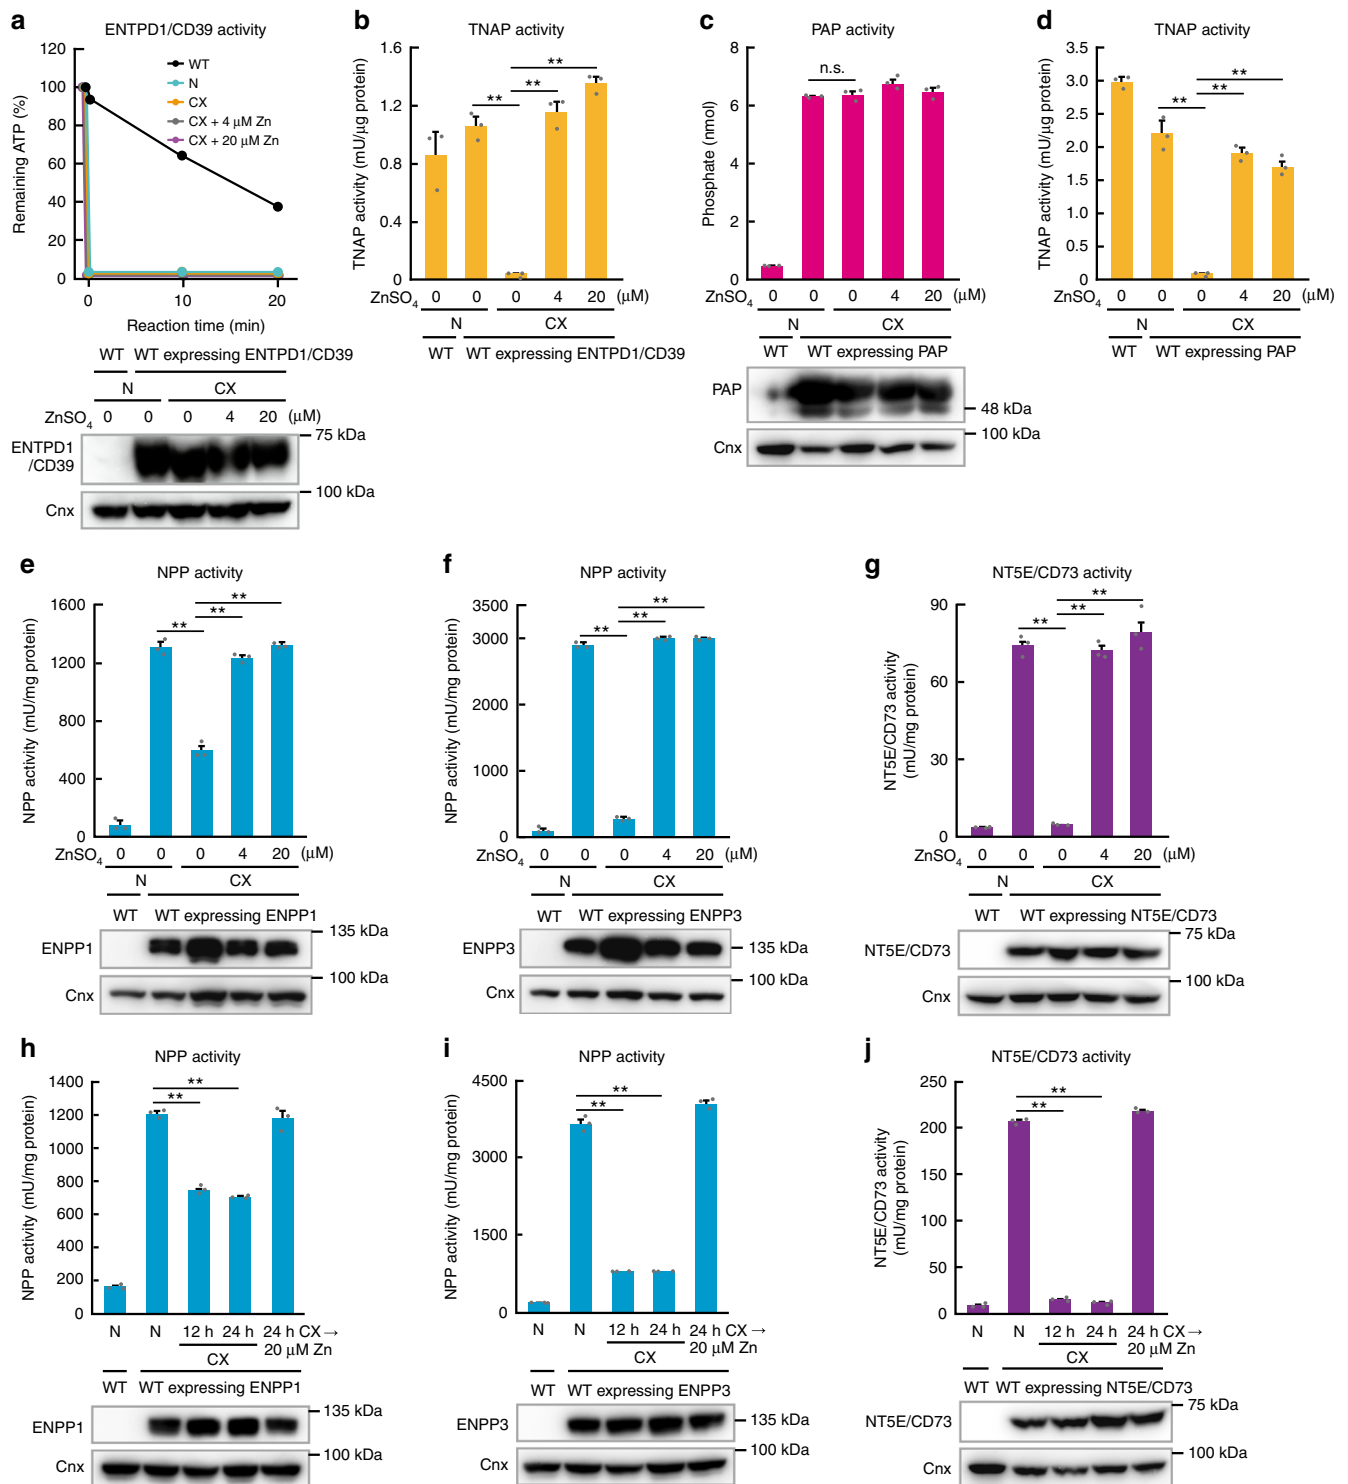 a
ENTPD1/CD39 activity
Remaining ATP (%)
120
100
80
60
40
20
0
WT
N
CX
CX + 4 μM Zn
CX + 20 μM Zn
0 10 20
Reaction time (min)
WT WT expressing ENTPD1/CD39
N CX
ZnSO4 0 0 0 4 20 (μM)
ENTPD1
/CD39
75 kDa
100 kDa
Cnx
b
TNAP activity
TNAP activity (mU/μg protein)
1.6
1.2
0.8
0.4
0
** ** **
ZnSO4 0 0 0 4 20 (μM)
N CX
WT WT expressing ENTPD1/CD39
c
PAP activity
Phosphate (nmol)
8
6
4
2
0
n.s.
ZnSO4 0 0 0 4 20 (μM)
N CX
WT WT expressing PAP
PAP
48 kDa
100 kDa
Cnx
d
TNAP activity
TNAP activity (mU/μg protein)
3.5
3.0
2.5
2.0
1.5
1.0
0.5
0
** ** **
ZnSO4 0 0 0 4 20 (μM)
N CX
WT WT expressing PAP
e
NPP activity
NPP activity (mU/mg protein)
1600
1200
800
400
0
** ** **
ZnSO4 0 0 0 4 20 (μM)
N CX
WT WT expressing ENPP1
ENPP1
135 kDa
100 kDa
Cnx
f
NPP activity
NPP activity (mU/mg protein)
3500
3000
2000
1000
0
** ** **
ZnSO4 0 0 0 4 20 (μM)
N CX
WT WT expressing ENPP3
ENPP3
135 kDa
100 kDa
Cnx
g
NT5E/CD73 activity
NT5E/CD73 activity
(mU/mg protein)
90
60
30
0
** ** **
ZnSO4 0 0 0 4 20 (μM)
N CX
WT WT expressing NT5E/CD73
NT5E/CD73
75 kDa
100 kDa
Cnx
h
NPP activity
NPP activity (mU/mg protein)
1400
1200
1000
800
600
400
200
0
** **
N N 12 h 24 h 24 h CX →
20 μM Zn
CX
WT WT expressing ENPP1
ENPP1
135 kDa
100 kDa
Cnx
i
NPP activity
NPP activity (mU/mg protein)
4500
3000
1500
0
** **
N N 12 h 24 h 24 h CX →
20 μM Zn
CX
WT WT expressing ENPP3
ENPP3
135 kDa
100 kDa
Cnx
j
NT5E/CD73 activity
NT5E/CD73 activity
(mU/mg protein)
250
200
150
100
50
0
** **
N N 12 h 24 h 24 h CX →
20 μM Zn
CX
WT WT expressing NT5E/CD73
NT5E/CD73
75 kDa
100 kDa
Cnx